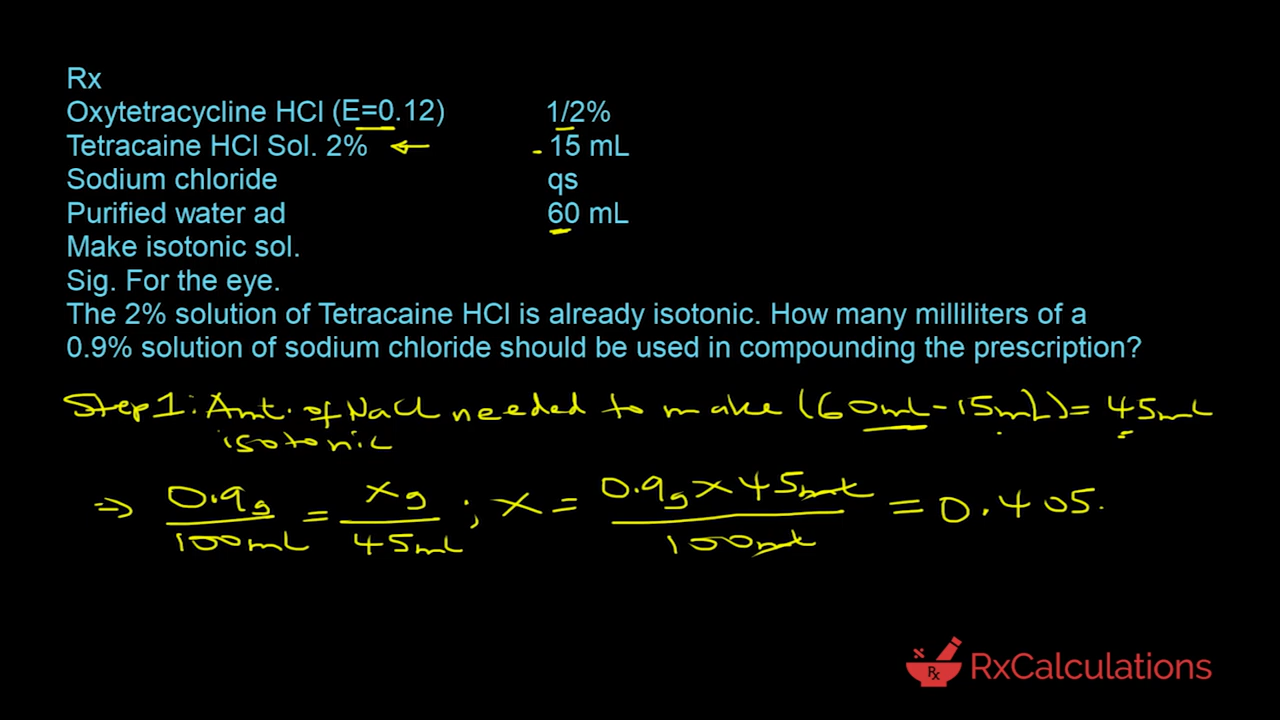 Rx
Oxytetracycline HCl (E=0.12) 1/2%
Tetracaine HCl Sol. 2% ← 15 mL
Sodium chloride qs
Purified water ad 60 mL
Make isotonic sol.
Sig. For the eye.
The 2% solution of Tetracaine HCl is already isotonic. How many milliliters of a
0.9% solution of sodium chloride should be used in compounding the prescription?
Step 1: Amt. of NaCl needed to make (60mL - 15mL) = 45mL
isotonic
⇒ 0.9g/100mL = xg/45mL ; x = 0.9g x 45mL/100mL = 0.405.
Rx RxCalculations